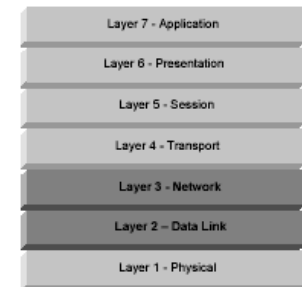 Layer 7 - Application
Layer 6 - Presentation
Layer 5 - Session
Layer 4 - Transport
Layer 3 - Network
Layer 2 – Data Link
Layer 1 - Physical